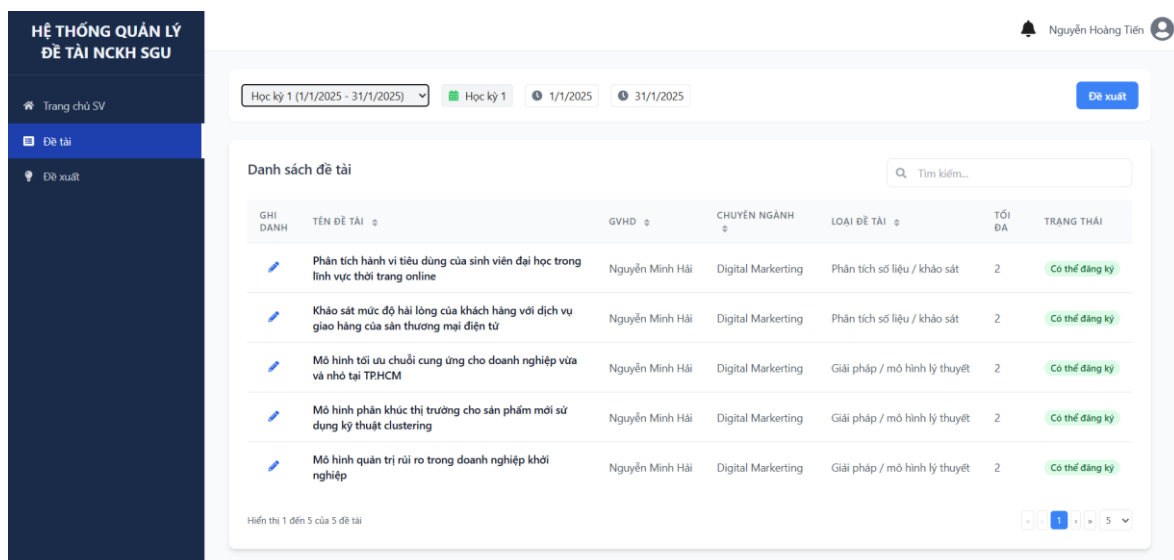 HỆ THỐNG QUẢN LÝ
ĐỀ TÀI NCKH SGU
Nguyễn Hoàng Tiến
Trang chủ SV
Đề tài
Đề xuất
Học kỳ 1 (1/1/2025 - 31/1/2025)
Học kỳ 1
1/1/2025
31/1/2025
Đề xuất
Danh sách đề tài
Tìm kiếm...
GHI
DANH
TÊN ĐỀ TÀI
GVHD
CHUYÊN NGÀNH
LOẠI ĐỀ TÀI
TỐI
ĐA
TRẠNG THÁI
Phân tích hành vi tiêu dùng của sinh viên đại học trong
lĩnh vực thời trang online
Nguyễn Minh Hải
Digital Markerting
Phân tích số liệu / khảo sát
2
Có thể đăng ký
Khảo sát mức độ hài lòng của khách hàng với dịch vụ
giao hàng của sàn thương mại điện tử
Nguyễn Minh Hải
Digital Markerting
Phân tích số liệu / khảo sát
2
Có thể đăng ký
Mô hình tối ưu chuỗi cung ứng cho doanh nghiệp vừa
và nhỏ tại TP.HCM
Nguyễn Minh Hải
Digital Markerting
Giải pháp / mô hình lý thuyết
2
Có thể đăng ký
Mô hình phân khúc thị trường cho sản phẩm mới sử
dụng kỹ thuật clustering
Nguyễn Minh Hải
Digital Markerting
Giải pháp / mô hình lý thuyết
2
Có thể đăng ký
Mô hình quản trị rủi ro trong doanh nghiệp khởi
nghiệp
Nguyễn Minh Hải
Digital Markerting
Giải pháp / mô hình lý thuyết
2
Có thể đăng ký
Hiển thị 1 đến 5 của 5 đề tài
« ‹ 1 › » 5